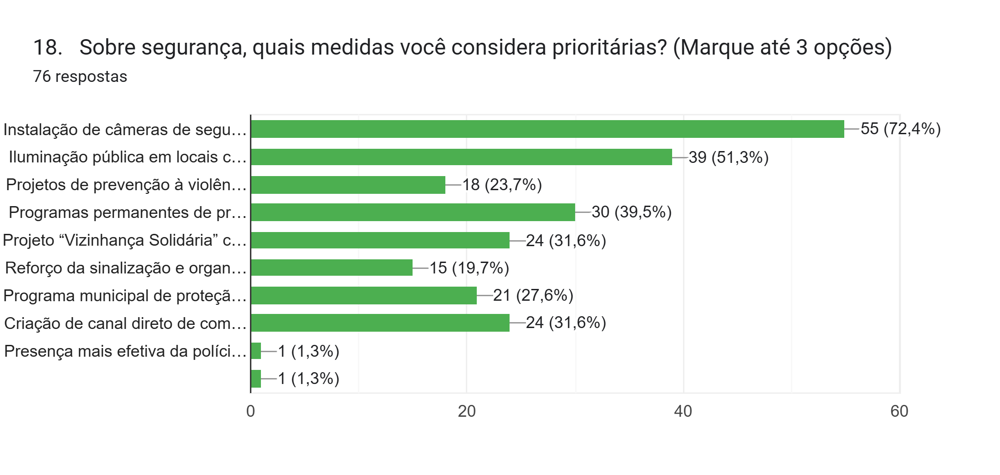 18. Sobre segurança, quais medidas você considera prioritárias? (Marque até 3 opções)
76 respostas
Instalação de câmeras de segu… 55 (72,4%)
Iluminação pública em locais c… 39 (51,3%)
Projetos de prevenção à violên… 18 (23,7%)
Programas permanentes de pr… 30 (39,5%)
Projeto “Vizinhança Solidária” c… 24 (31,6%)
Reforço da sinalização e organ… 15 (19,7%)
Programa municipal de proteçã… 21 (27,6%)
Criação de canal direto de com… 24 (31,6%)
Presença mais efetiva da políci… 1 (1,3%)
1 (1,3%)
0 20 40 60